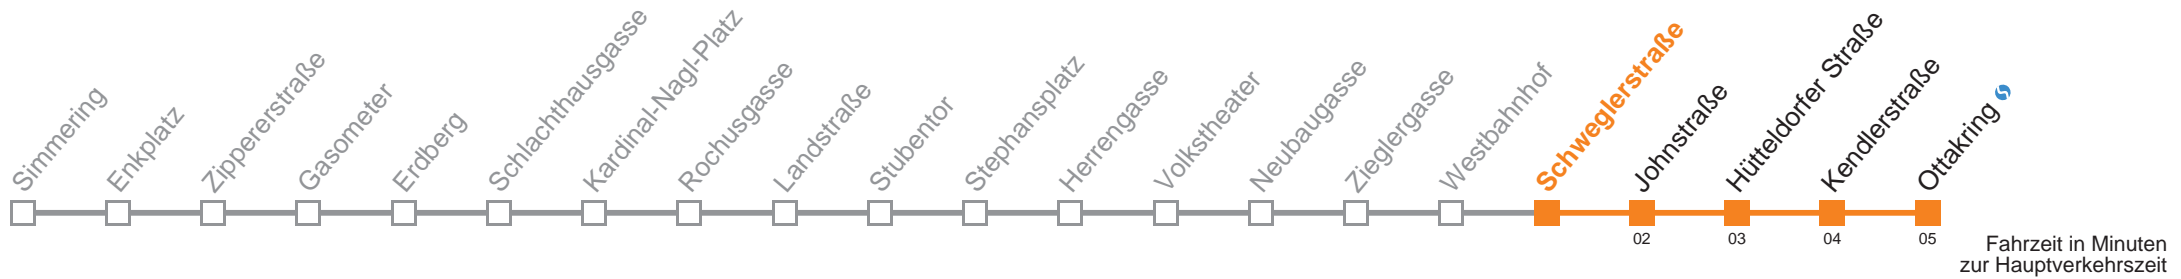 Simmering
Enkplatz
Zippererstraße
Gasometer
Erdberg
Schlachthausgasse
Kardinal-Nagl-Platz
Rochusgasse
Landstraße
Stubentor
Stephansplatz
Herrengasse
Volkstheater
Neubaugasse
Zieglergasse
Westbahnhof
Schweglerstraße
Johnstraße
Hütteldorfer Straße
Kendlerstraße
Ottakring
02 03 04 05
Fahrzeit in Minuten
zur Hauptverkehrszeit